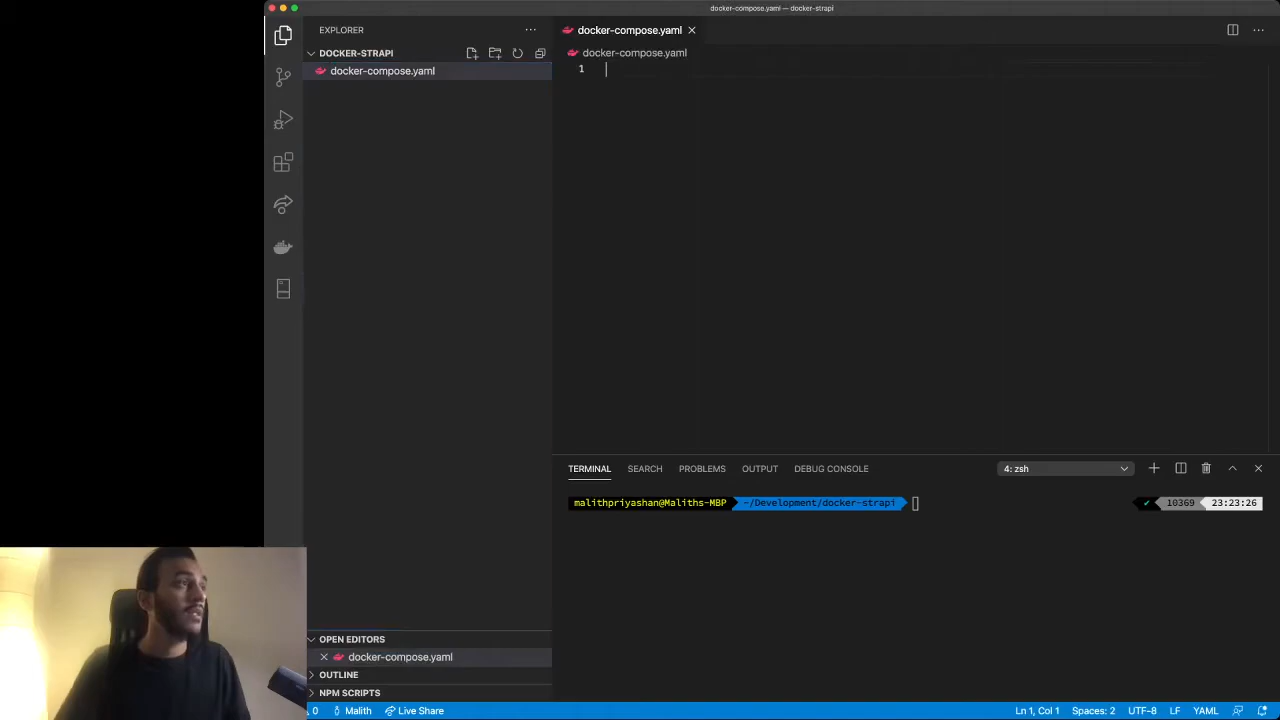 docker-compose.yaml — docker-strapi
EXPLORER
DOCKER-STRAPI
docker-compose.yaml
docker-compose.yaml
docker-compose.yaml
1
TERMINAL
SEARCH
PROBLEMS
OUTPUT
DEBUG CONSOLE
4: zsh
malithpriyashan@Maliths-MBP ~/Development/docker-strapi
10369
23:23:26
OPEN EDITORS
docker-compose.yaml
OUTLINE
NPM SCRIPTS
0
Malith
Live Share
Ln 1, Col 1
Spaces: 2
UTF-8
LF
YAML